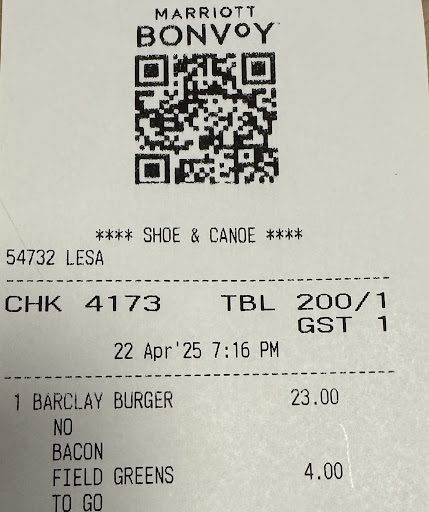 MARRIOTT
BONVOY
**** SHOE & CANOE ****
54732 LESA
CHK 4173 TBL 200/1
GST 1
22 Apr'25 7:16 PM
1 BARCLAY BURGER 23.00
NO
BACON
FIELD GREENS 4.00
TO GO